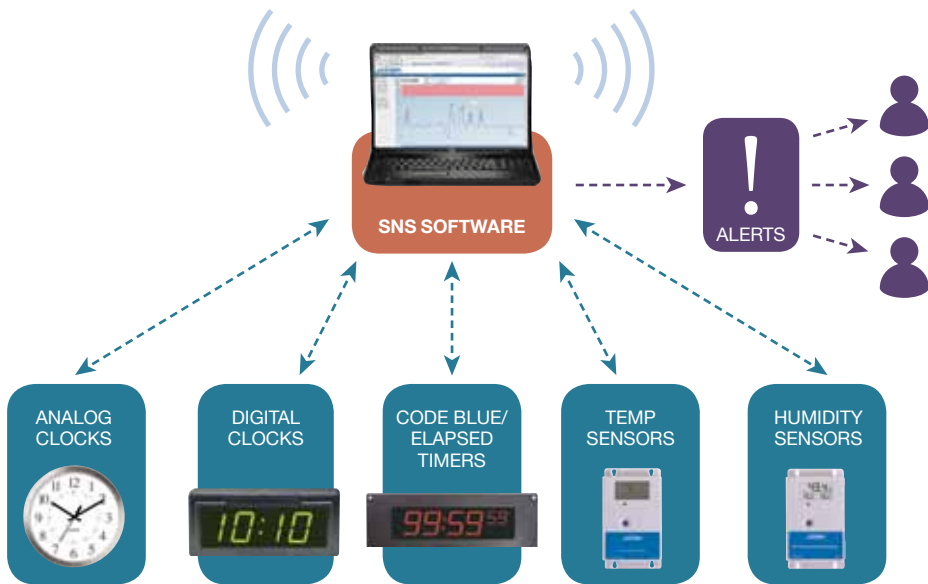 SNS SOFTWARE
ALERTS
ANALOG
CLOCKS
DIGITAL
CLOCKS
CODE BLUE/
ELAPSED
TIMERS
TEMP
SENSORS
HUMIDITY
SENSORS
10:10
99:59 59